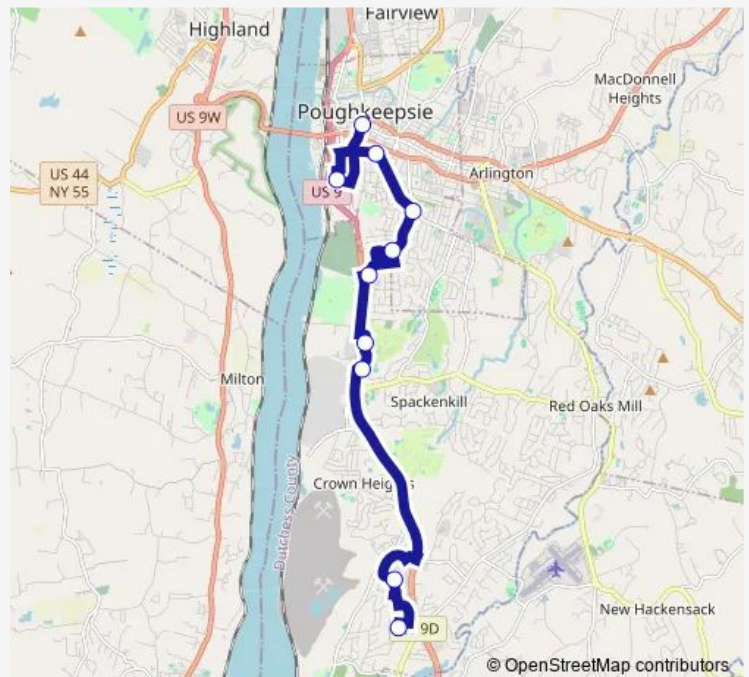 Fairview
Highland
MacDonnell
Heights
US 9W
Poughkeepsie
US 44
NY 55
Arlington
US 9
Milton
Spackenkill
Red Oaks Mill
Crown Heig
Dutchess County
New Hackensack
9D
© OpenStreetMap contributors